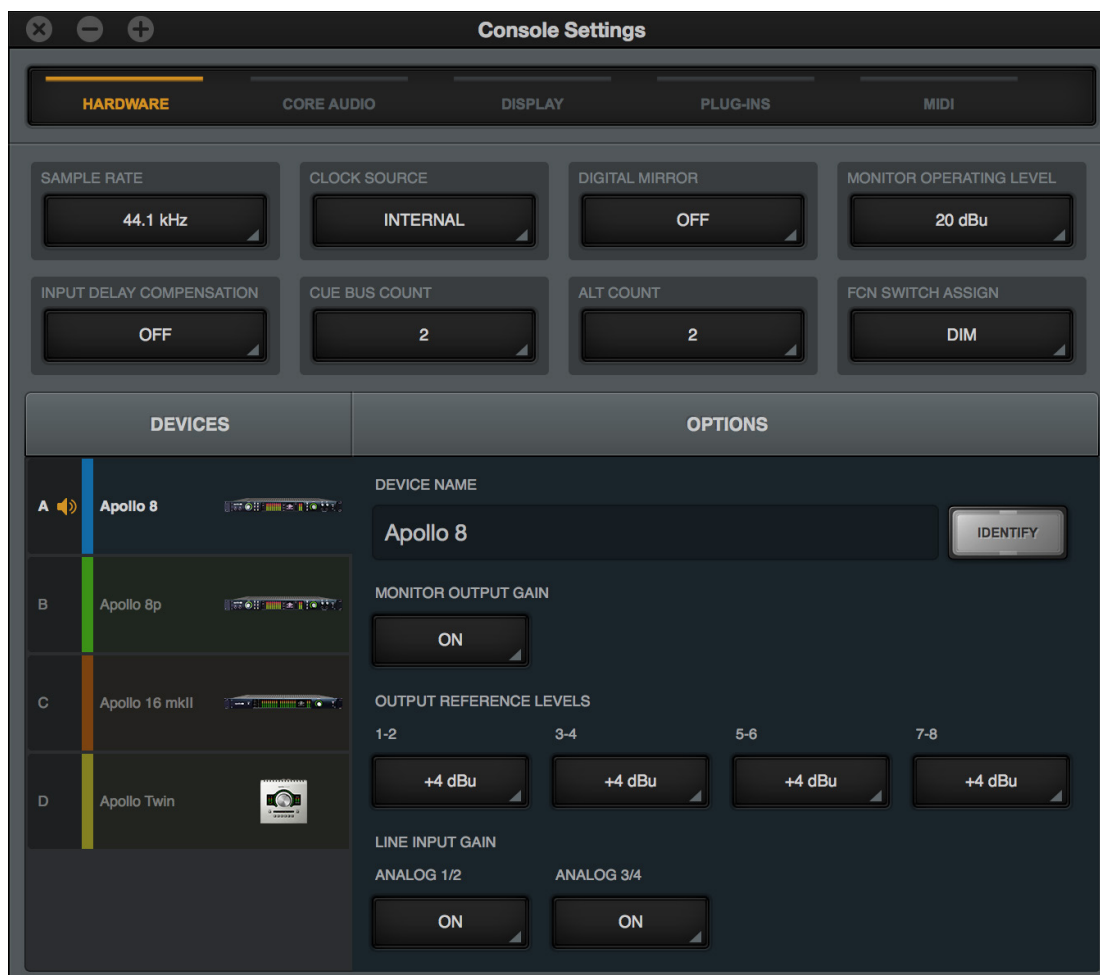 Console Settings
HARDWARE CORE AUDIO DISPLAY PLUG-INS MIDI
SAMPLE RATE CLOCK SOURCE DIGITAL MIRROR MONITOR OPERATING LEVEL
44.1 kHz INTERNAL OFF 20 dBu
INPUT DELAY COMPENSATION CUE BUS COUNT ALT COUNT FCN SWITCH ASSIGN
OFF 2 2 DIM
DEVICES OPTIONS
A Apollo 8
B Apollo 8p
C Apollo 16 mkII
D Apollo Twin
DEVICE NAME
Apollo 8 IDENTIFY
MONITOR OUTPUT GAIN
ON
OUTPUT REFERENCE LEVELS
1-2 3-4 5-6 7-8
+4 dBu +4 dBu +4 dBu +4 dBu
LINE INPUT GAIN
ANALOG 1/2 ANALOG 3/4
ON ON